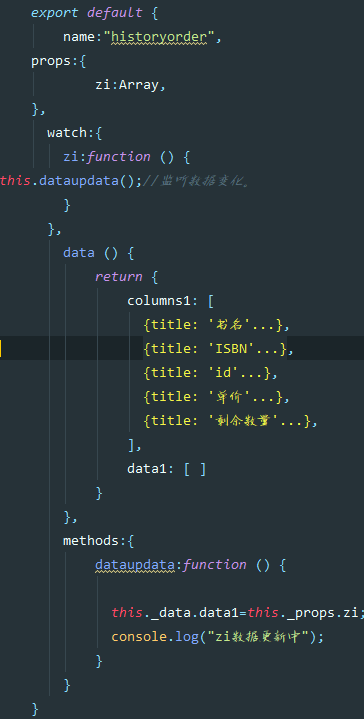 export default {
name:"historyorder",
props:{
zi:Array,
},
watch:{
zi:function () {
this.dataupdata();//监听数据变化。
}
},
data () {
return {
columns1: [
{title: '书名'...},
{title: 'ISBN'...},
{title: 'id'...},
{title: '单价'...},
{title: '剩余数量'...},
],
data1: [ ]
}
},
methods:{
dataupdata:function () {
this._data.data1=this._props.zi;
console.log("zi数据更新中");
}
}
}